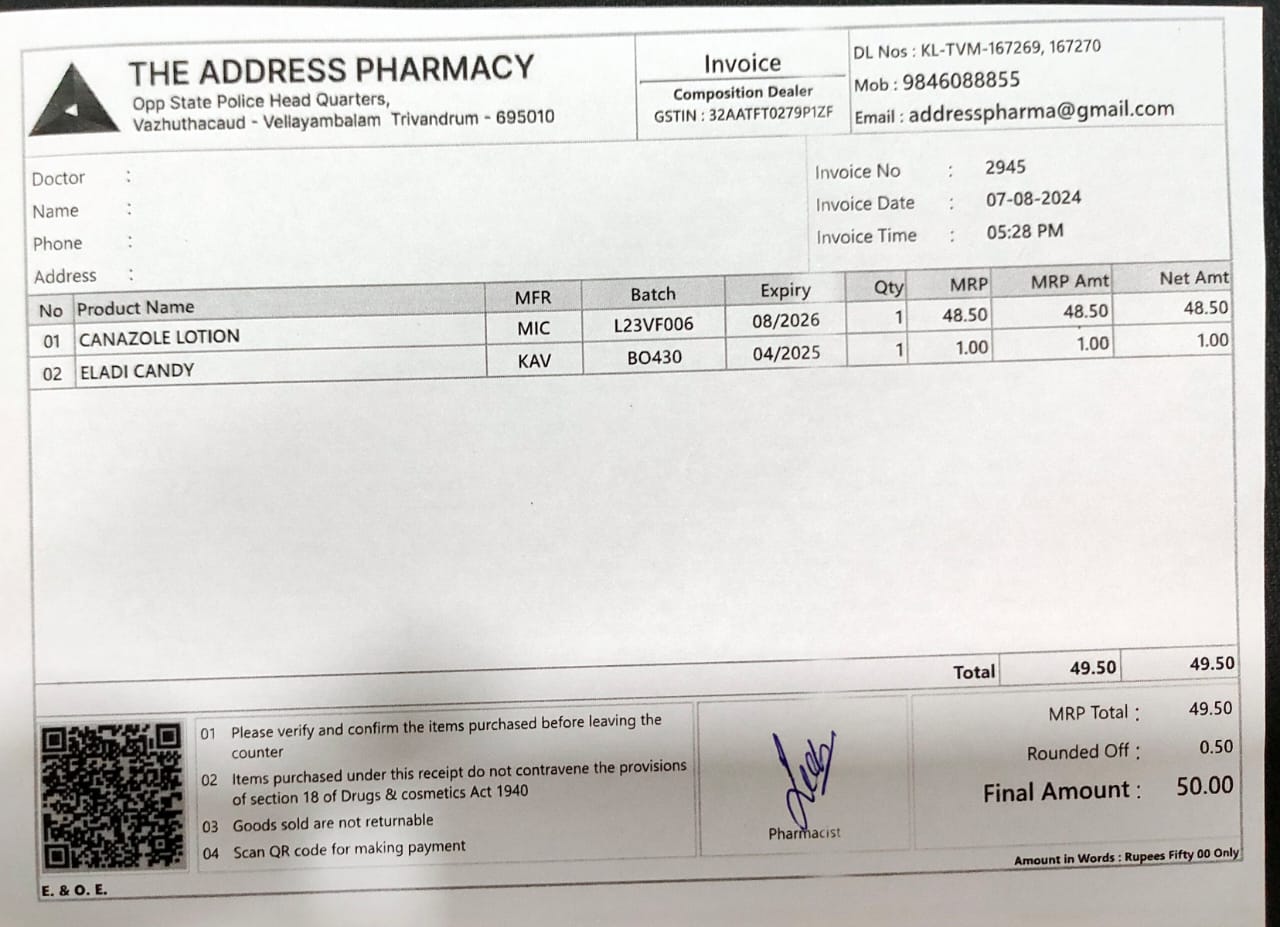 THE ADDRESS PHARMACY
Opp State Police Head Quarters,
Vazhuthacaud - Vellayambalam Trivandrum - 695010
Invoice
Composition Dealer
GSTIN : 32AATFT0279P1ZF
DL Nos : KL-TVM-167269, 167270
Mob : 9846088855
Email : addresspharma@gmail.com
Doctor :
Name :
Phone :
Address :
Invoice No : 2945
Invoice Date : 07-08-2024
Invoice Time : 05:28 PM
No Product Name MFR Batch Expiry Qty MRP MRP Amt Net Amt
01 CANAZOLE LOTION MIC L23VF006 08/2026 1 48.50 48.50 48.50
02 ELADI CANDY KAV BO430 04/2025 1 1.00 1.00 1.00
Total 49.50 49.50
01 Please verify and confirm the items purchased before leaving the
counter
02 Items purchased under this receipt do not contravene the provisions
of section 18 of Drugs & cosmetics Act 1940
03 Goods sold are not returnable
04 Scan QR code for making payment
E. & O. E.
Pharmacist
MRP Total : 49.50
Rounded Off : 0.50
Final Amount : 50.00
Amount in Words : Rupees Fifty 00 Only